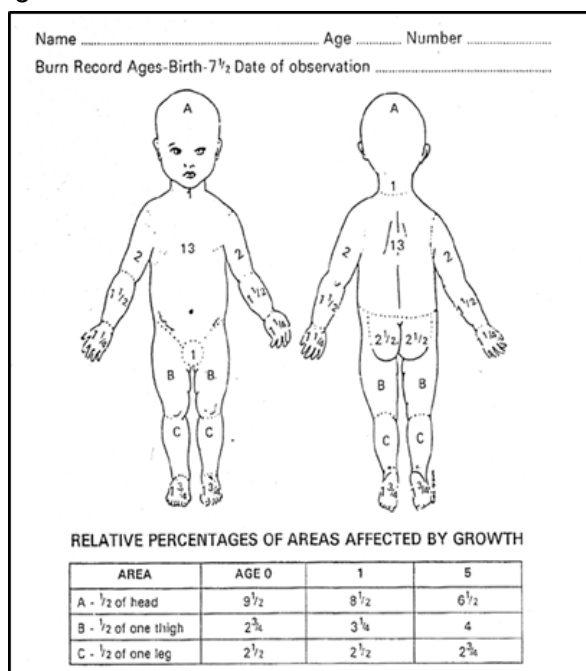 Name ........ Age ........ Number ........
Burn Record Ages-Birth-7½ Date of observation ........
A A
1 1
2 13 2 2 13 2
1½ 1½ 1½ 1½
1¼ 1¼ 1¼ 1¼
1 2½ 2½
B B B B
C C C C
1¾ 1¾ 1¾ 1¾
RELATIVE PERCENTAGES OF AREAS AFFECTED BY GROWTH
AREA AGE 0 1 5
A - ½ of head 9½ 8½ 6½
B - ½ of one thigh 2¾ 3¼ 4
C - ½ of one leg 2½ 2½ 2¾